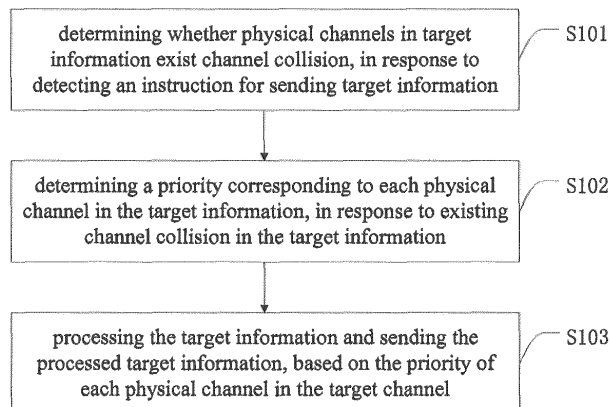 determining whether physical channels in target
information exist channel collision, in response to
detecting an instruction for sending target information
S101
determining a priority corresponding to each physical
channel in the target information, in response to existing
channel collision in the target information
S102
processing the target information and sending the
processed target information, based on the priority of
each physical channel in the target channel
S103